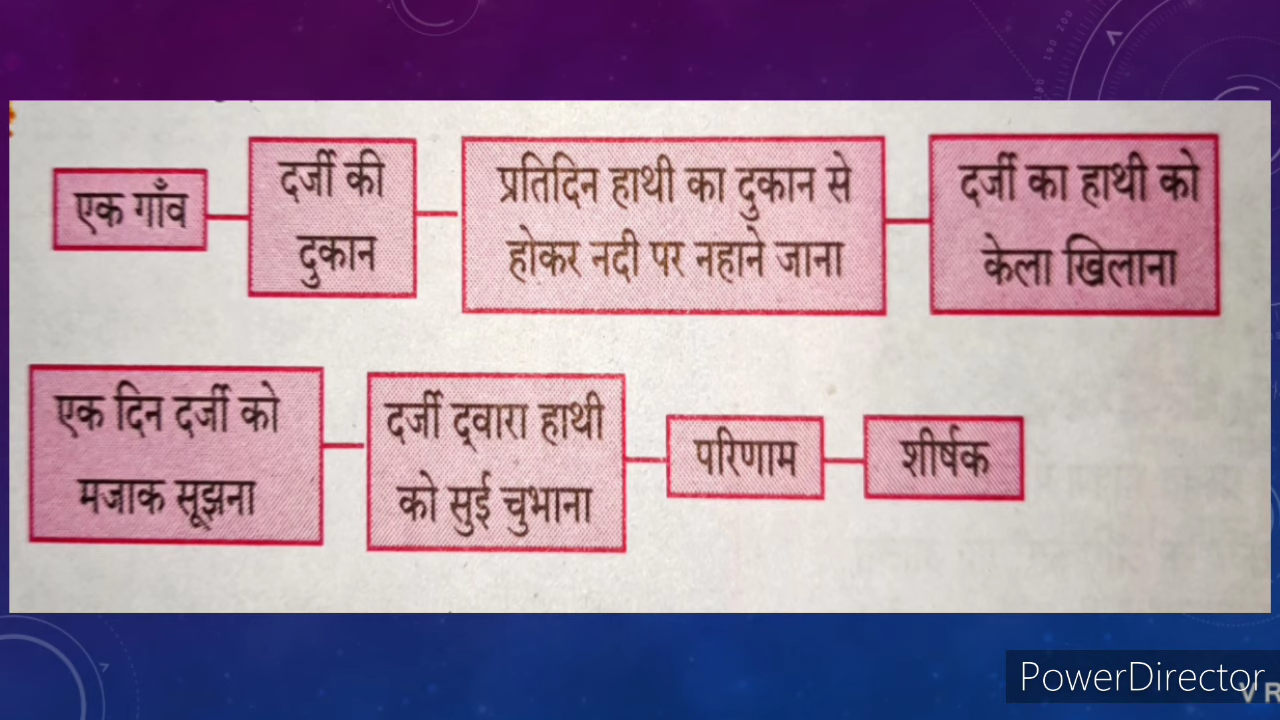 एक गाँव
दर्जी की
दुकान
प्रतिदिन हाथी का दुकान से
होकर नदी पर नहाने जाना
दर्जी का हाथी को
केला खिलाना
एक दिन दर्जी को
मजाक सूझना
दर्जी द्वारा हाथी
को सुई चुभाना
परिणाम
शीर्षक
PowerDirector